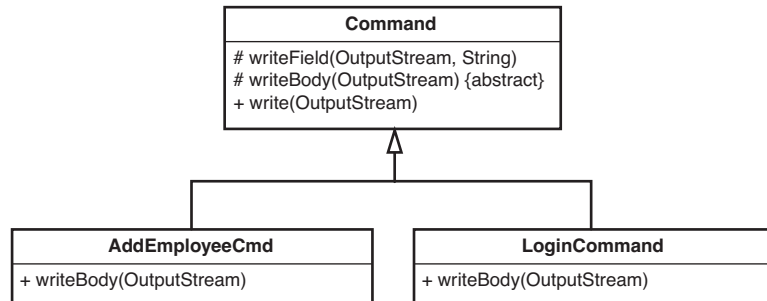 Command
# writeField(OutputStream, String)
# writeBody(OutputStream) {abstract}
+ write(OutputStream)
AddEmployeeCmd
+ writeBody(OutputStream)
LoginCommand
+ writeBody(OutputStream)